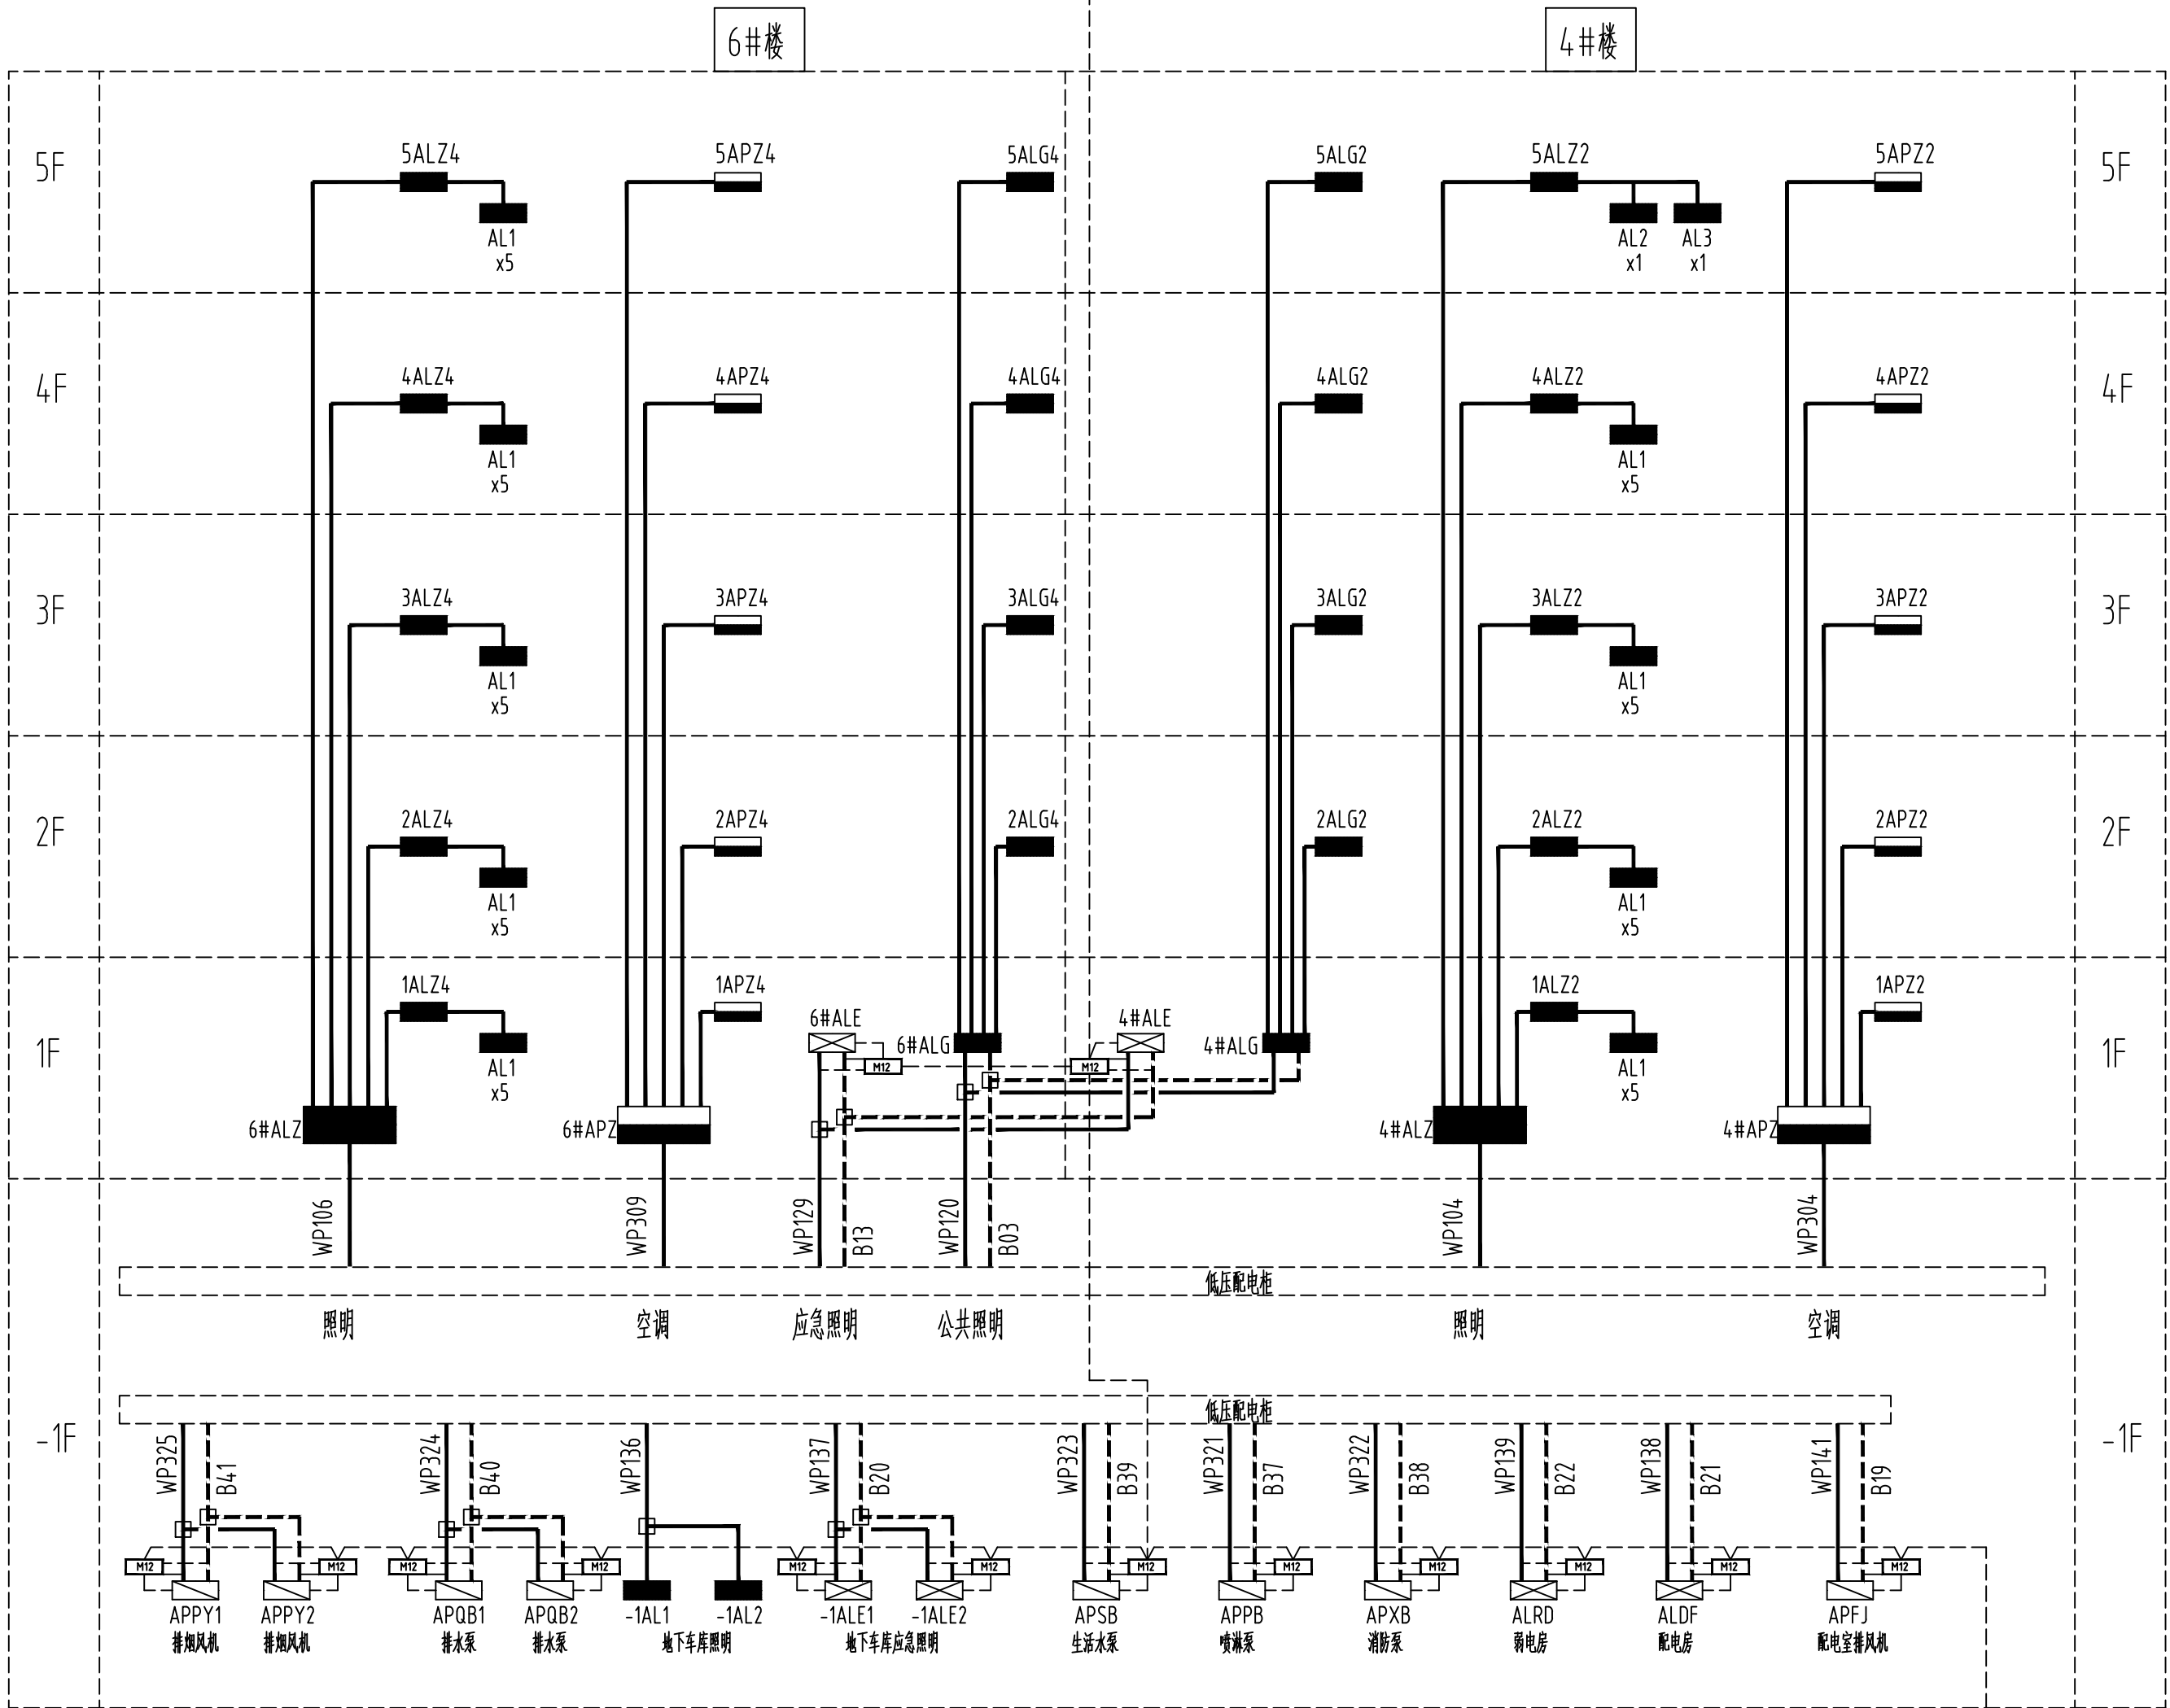 6#楼
4#楼
5F
5ALZ4
5APZ4
5ALG4
5ALG2
5ALZ2
5APZ2
5F
AL1
x5
AL2
x1
AL3
x1
4F
4ALZ4
4APZ4
4ALG4
4ALG2
4ALZ2
4APZ2
4F
AL1
x5
AL1
x5
3F
3ALZ4
3APZ4
3ALG4
3ALG2
3ALZ2
3APZ2
3F
AL1
x5
AL1
x5
2F
2ALZ4
2APZ4
2ALG4
2ALG2
2ALZ2
2APZ2
2F
AL1
x5
AL1
x5
1F
1ALZ4
1APZ4
1ALZ2
1APZ2
1F
6#ALE
6#ALG
4#ALE
4#ALG
M12
M12
AL1
x5
AL1
x5
6#ALZ
6#APZ
4#ALZ
4#APZ
WP106
WP309
WP129
B13
WP120
B03
WP104
WP304
低压配电柜
照明
空调
应急照明
公共照明
照明
空调
低压配电柜
-1F
-1F
WP325
B41
WP324
B40
WP136
WP137
B20
WP323
B39
WP321
B37
WP322
B38
WP139
B22
WP138
B21
WP141
B19
M12
M12
M12
M12
M12
M12
M12
M12
M12
M12
M12
M12
APPY1
APPY2
APQB1
APQB2
-1AL1
-1AL2
-1ALE1
-1ALE2
APSB
APPB
APXB
ALRD
ALDF
APFJ
排烟风机
排烟风机
排水泵
排水泵
地下车库照明
地下车库应急照明
生活水泵
喷淋泵
消防泵
弱电房
配电房
配电室排风机